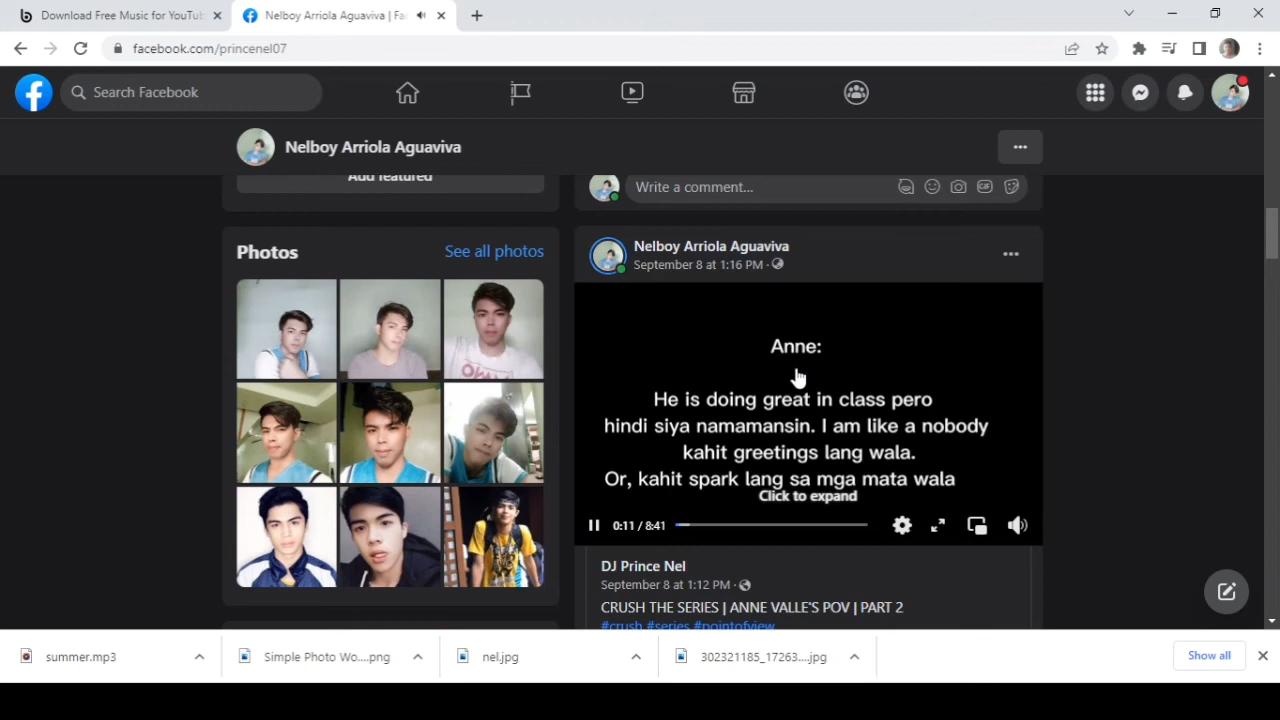 Download Free Music for YouTub
Nelboy Arriola Aguaviva | Fa
facebook.com/princenel07
Search Facebook
Nelboy Arriola Aguaviva
Add featured
Write a comment...
GIF
Photos
See all photos
Nelboy Arriola Aguaviva
September 8 at 1:16 PM ·
Anne:
He is doing great in class pero
hindi siya namamansin. I am like a nobody
kahit greetings lang wala.
Or, kahit spark lang sa mga mata wala
Click to expand
0:11 / 8:41
DJ Prince Nel
September 8 at 1:12 PM ·
CRUSH THE SERIES | ANNE VALLE'S POV | PART 2
#crush #series #pointofview
summer.mp3
Simple Photo Wo....png
nel.jpg
302321185_17263....jpg
Show all